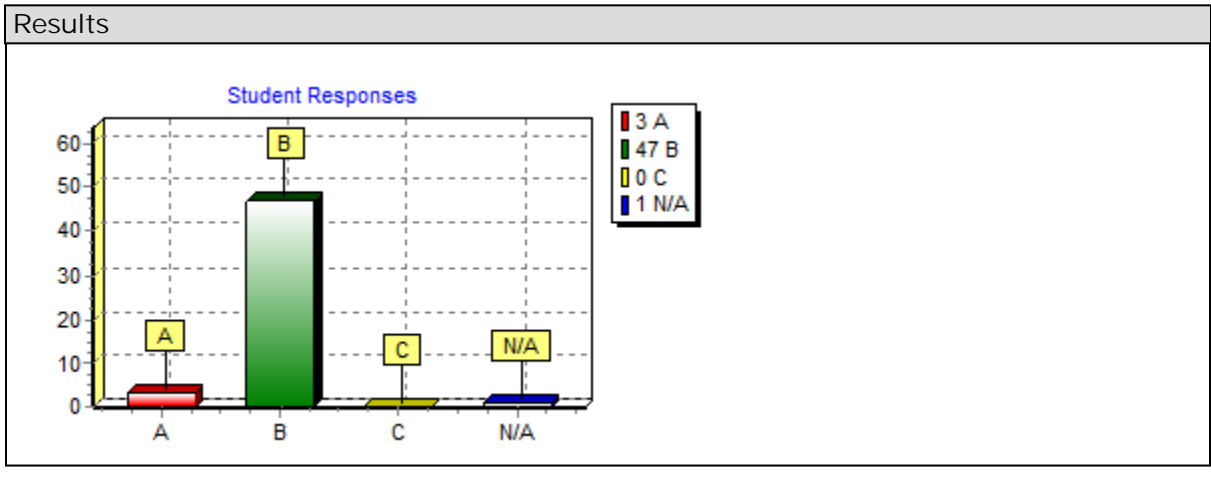 Results
Student Responses
3 A
47 B
0 C
1 N/A
60
50
40
30
20
10
0
B
A
C
N/A
A B C N/A